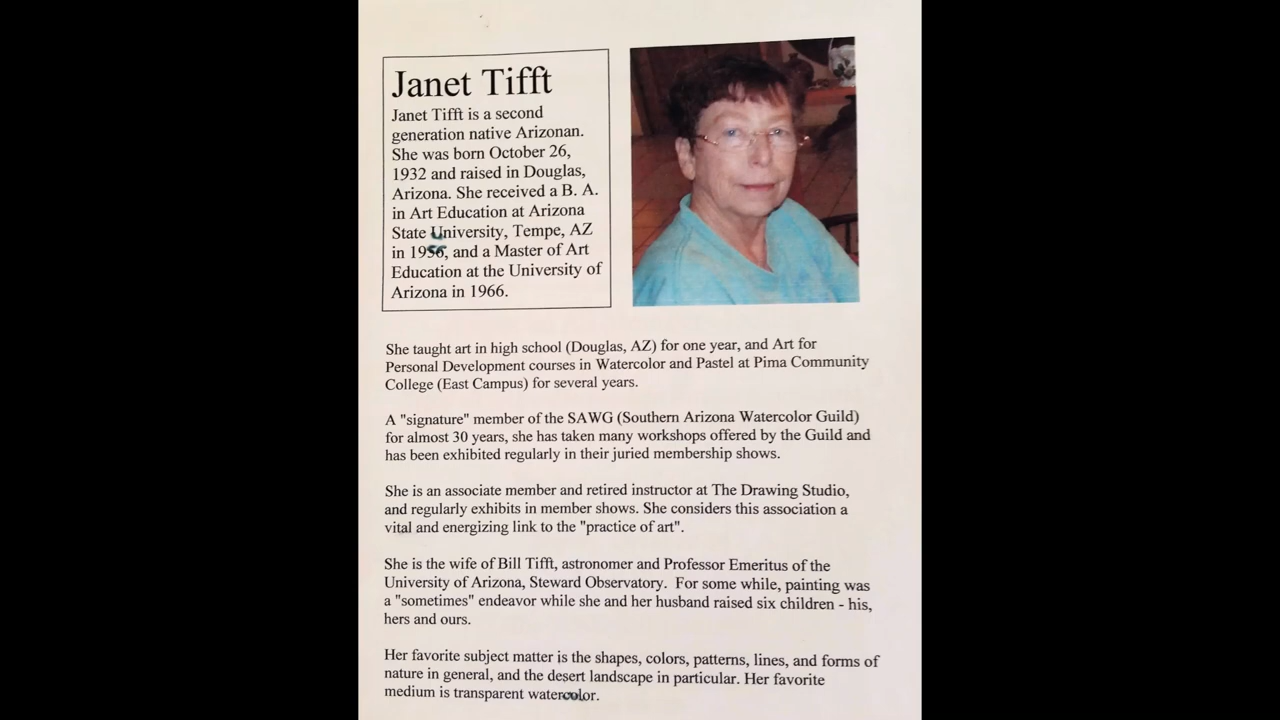 Janet Tifft
Janet Tifft is a second
generation native Arizonan.
She was born October 26,
1932 and raised in Douglas,
Arizona. She received a B. A.
in Art Education at Arizona
State University, Tempe, AZ
in 1956, and a Master of Art
Education at the University of
Arizona in 1966.
She taught art in high school (Douglas, AZ) for one year, and Art for
Personal Development courses in Watercolor and Pastel at Pima Community
College (East Campus) for several years.
A "signature" member of the SAWG (Southern Arizona Watercolor Guild)
for almost 30 years, she has taken many workshops offered by the Guild and
has been exhibited regularly in their juried membership shows.
She is an associate member and retired instructor at The Drawing Studio,
and regularly exhibits in member shows. She considers this association a
vital and energizing link to the "practice of art".
She is the wife of Bill Tifft, astronomer and Professor Emeritus of the
University of Arizona, Steward Observatory.  For some while, painting was
a "sometimes" endeavor while she and her husband raised six children - his,
hers and ours.
Her favorite subject matter is the shapes, colors, patterns, lines, and forms of
nature in general, and the desert landscape in particular. Her favorite
medium is transparent watercolor.